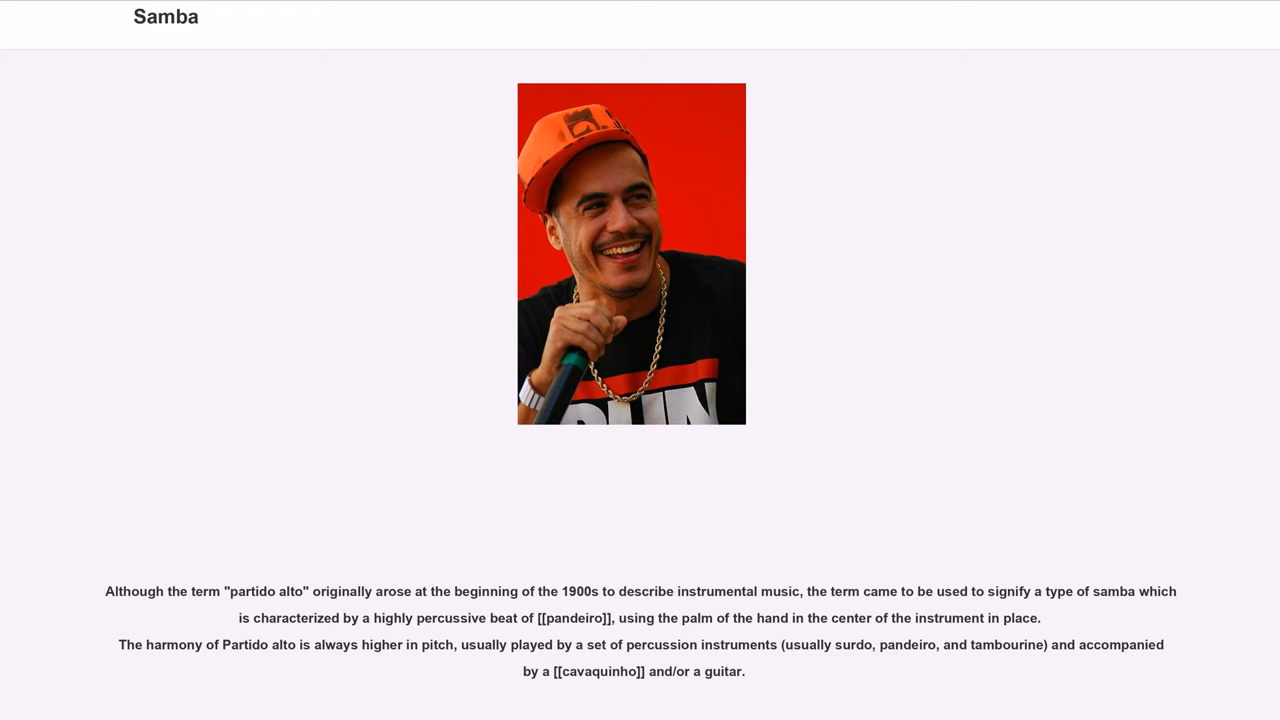 Samba
RUN
Although the term "partido alto" originally arose at the beginning of the 1900s to describe instrumental music, the term came to be used to signify a type of samba which
is characterized by a highly percussive beat of [[pandeiro]], using the palm of the hand in the center of the instrument in place.
The harmony of Partido alto is always higher in pitch, usually played by a set of percussion instruments (usually surdo, pandeiro, and tambourine) and accompanied
by a [[cavaquinho]] and/or a guitar.